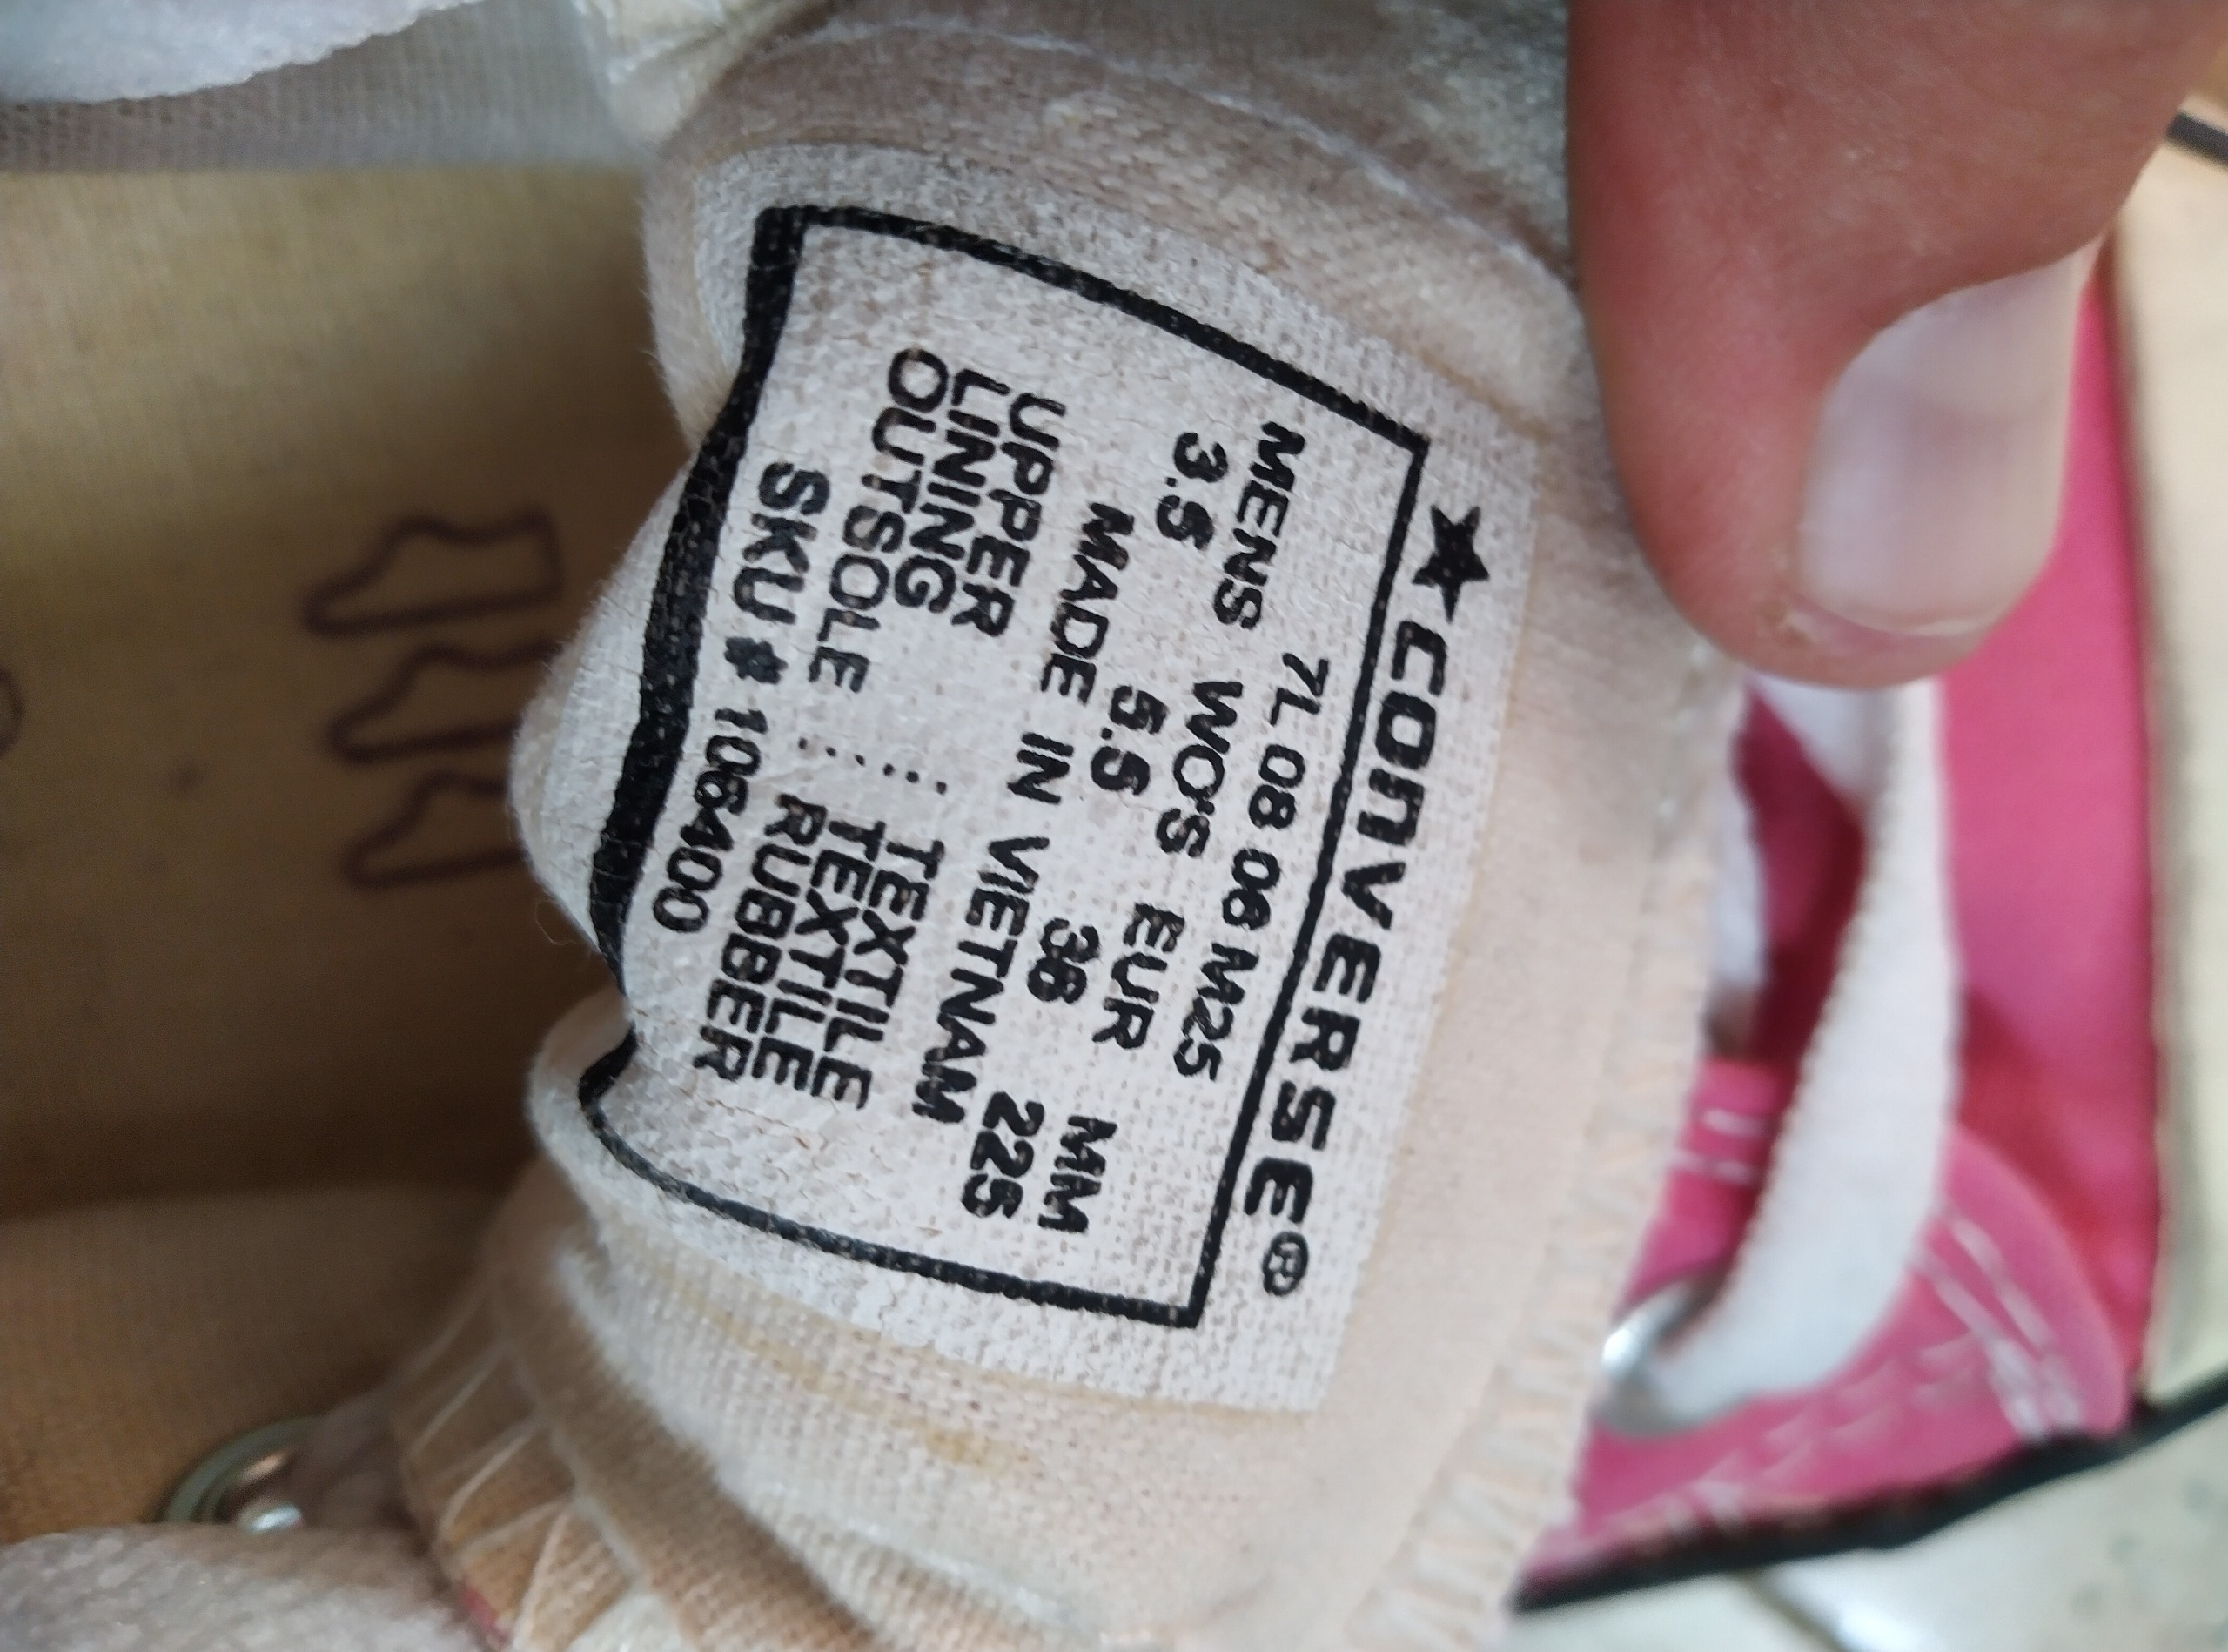 ★CONVERSE®
7L 08 06 M25
MENS WO'S EUR MM
3.5 5.5 36 225
MADE IN VIETNAM
UPPER : TEXTILE
LINING : TEXTILE
OUTSOLE : RUBBER
SKU # 106400